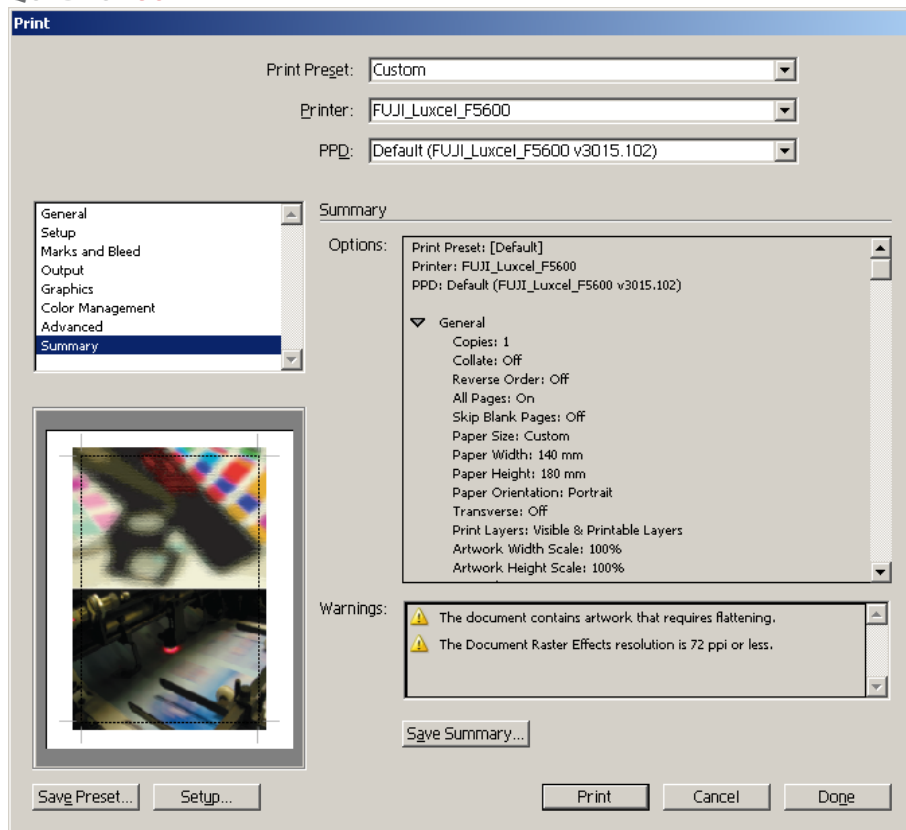 Print
Print Preset: Custom
Printer: FUJI_Luxcel_F5600
PPD: Default (FUJI_Luxcel_F5600 v3015.102)
General
Setup
Marks and Bleed
Output
Graphics
Color Management
Advanced
Summary
Summary
Options:
Print Preset: [Default]
Printer: FUJI_Luxcel_F5600
PPD: Default (FUJI_Luxcel_F5600 v3015.102)
General
Copies: 1
Collate: Off
Reverse Order: Off
All Pages: On
Skip Blank Pages: Off
Paper Size: Custom
Paper Width: 140 mm
Paper Height: 180 mm
Paper Orientation: Portrait
Transverse: Off
Print Layers: Visible & Printable Layers
Artwork Width Scale: 100%
Artwork Height Scale: 100%
Warnings:
The document contains artwork that requires flattening.
The Document Raster Effects resolution is 72 ppi or less.
Save Summary...
Save Preset... Setup... Print Cancel Done